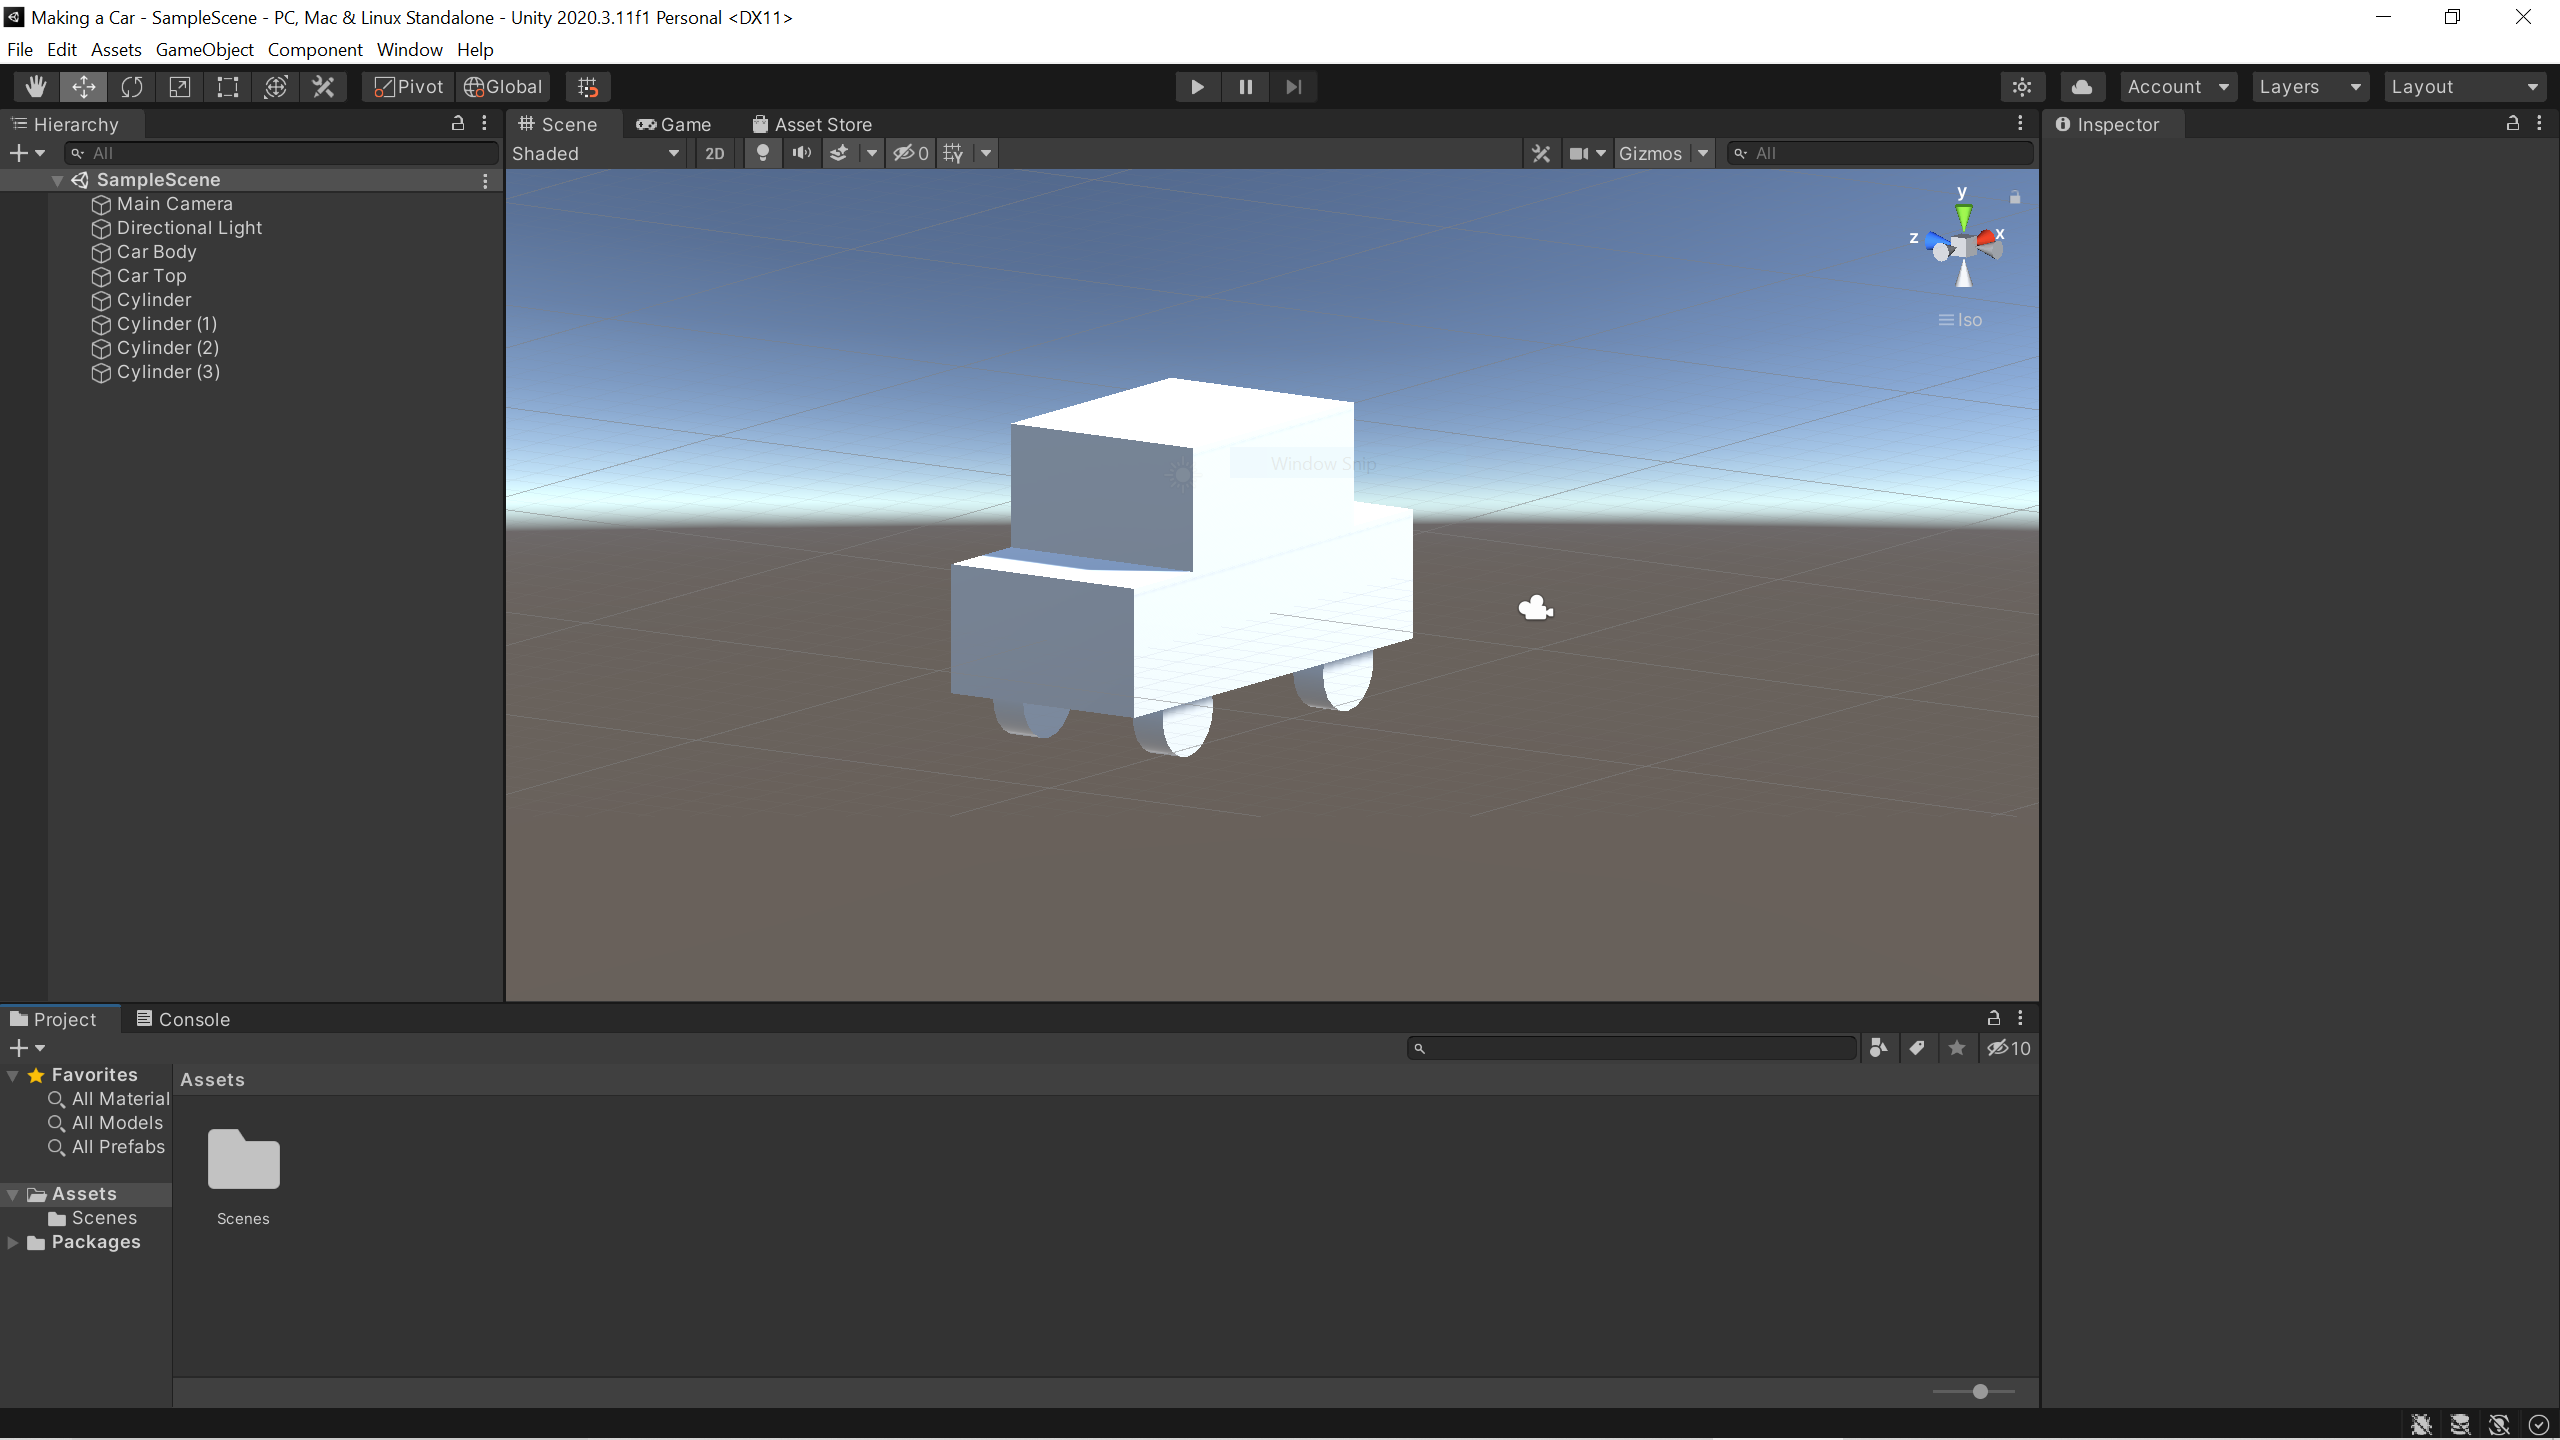 Making a Car - SampleScene - PC, Mac & Linux Standalone - Unity 2020.3.11f1 Personal <DX11>
File Edit Assets GameObject Component Window Help
Pivot Global Account Layers Layout
Hierarchy
All
SampleScene
Main Camera
Directional Light
Car Body
Car Top
Cylinder
Cylinder (1)
Cylinder (2)
Cylinder (3)
Scene Game Asset Store
Shaded 2D 0 Gizmos All
y
z x
Iso
Window Snip
Inspector
Project Console
10
Favorites
All Material
All Models
All Prefabs
Assets
Scenes
Packages
Assets
Scenes